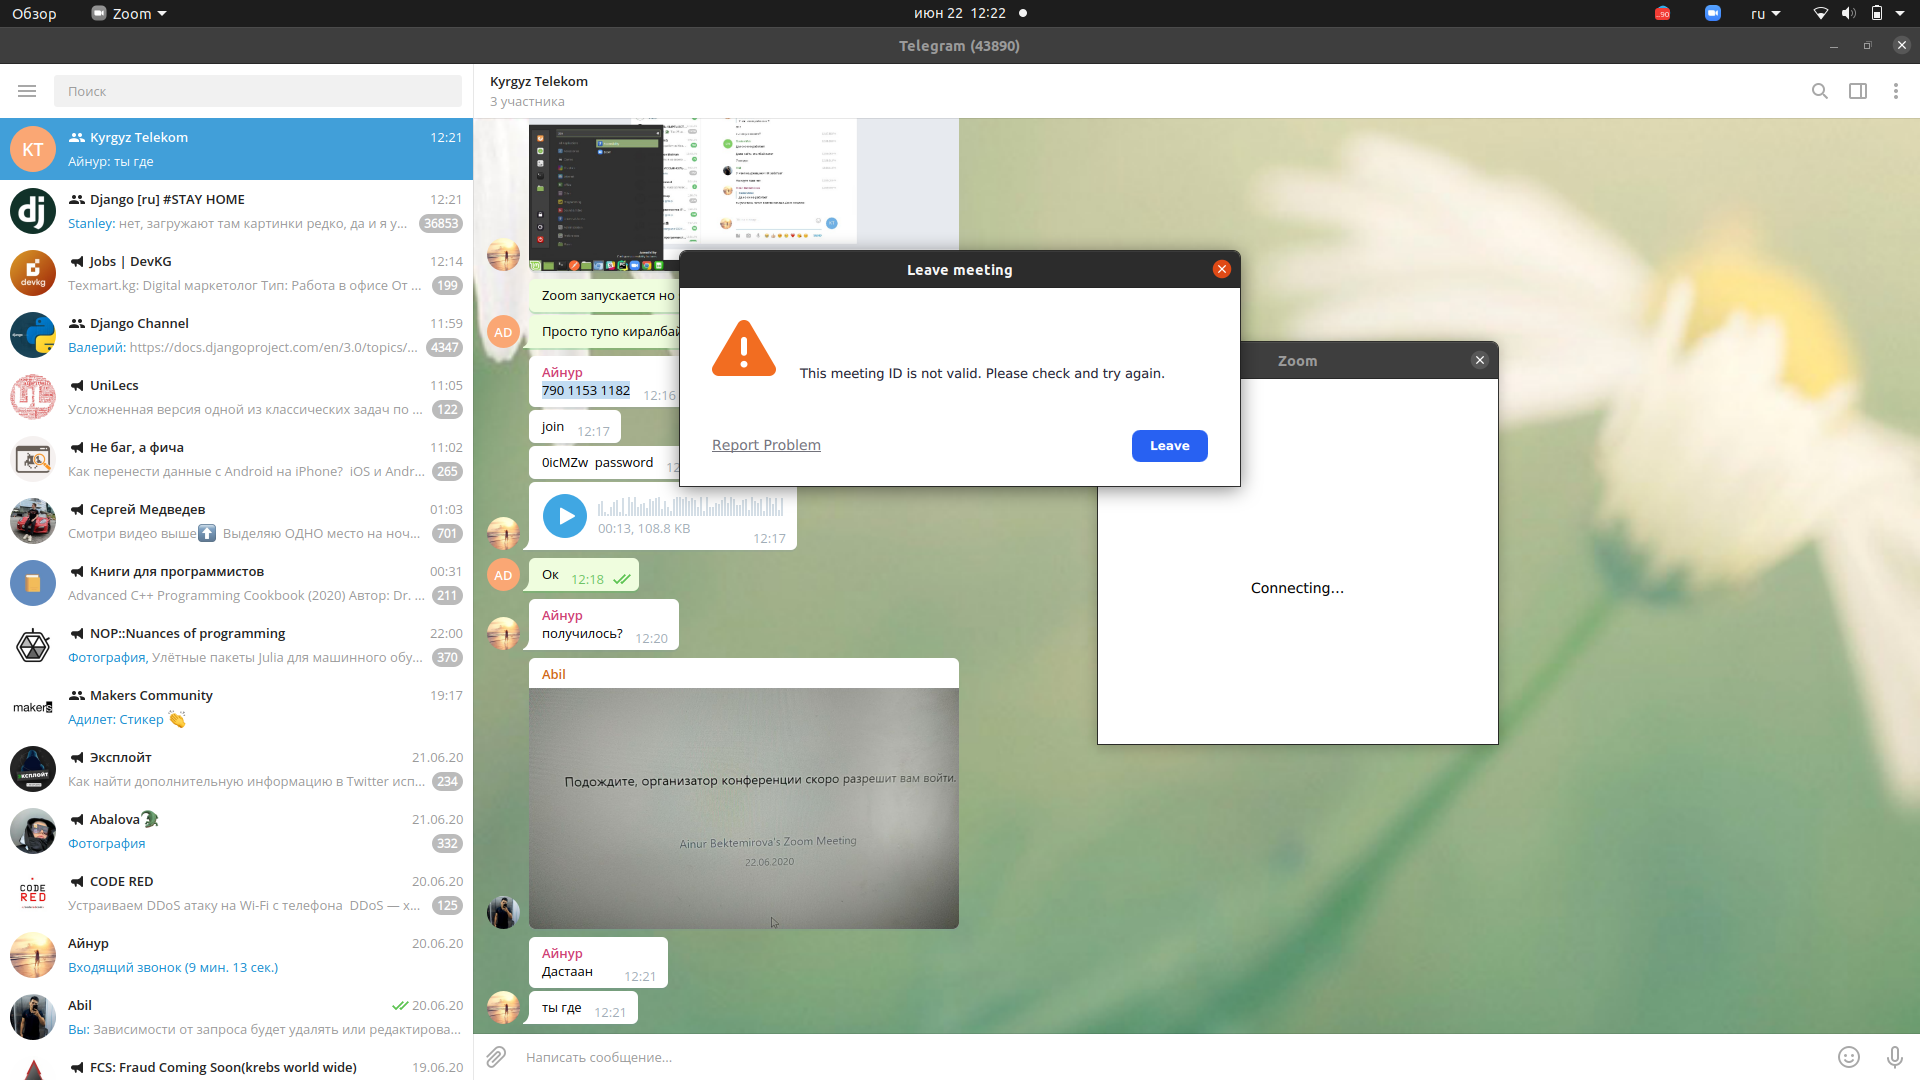 Обзор
Zoom
июн 22 12:22
ru
Telegram (43890)
Поиск
KT
Kyrgyz Telekom 12:21
Айнур: ты где
dj
Django [ru] #STAY HOME 12:21
Stanley: нет, загружают там картинки редко, да и я у... 36853
devkg
Jobs | DevKG 12:14
Texmart.kg: Digital маркетолог Тип: Работа в офисе От ... 199
Django Channel 11:59
Валерий: https://docs.djangoproject.com/en/3.0/topics/... 4347
UniLecs 11:05
Усложненная версия одной из классических задач по ... 122
Не баг, а фича 11:02
Как перенести данные с Android на iPhone? iOS и Andr... 265
Сергей Медведев 01:03
Смотри видео выше⬆️ Выделяю ОДНО место на ноч... 701
Книги для программистов 00:31
Advanced C++ Programming Cookbook (2020) Автор: Dr. ... 211
NOP::Nuances of programming 22:00
Фотография, Улётные пакеты Julia для машинного обу... 370
makers
Makers Community 19:17
Адилет: Стикер 👏
Эксплойт 21.06.20
Как найти дополнительную информацию в Twitter исп... 234
Abalova🐊 21.06.20
Фотография 332
CODE RED
CODE RED 20.06.20
Устраиваем DDoS атаку на Wi-Fi с телефона DDoS — х... 125
Айнур 20.06.20
Входящий звонок (9 мин. 13 сек.)
Abil 20.06.20
Вы: Зависимости от запроса будет удалять или редактирова...
FCS: Fraud Coming Soon(krebs world wide) 19.06.20
Kyrgyz Telekom
3 участника
Zoom запускается но
AD
Просто тупо киралбай
Айнур
790 1153 1182 12:16
join 12:17
0icMZw password 12
00:13, 108.8 KB
12:17
AD
Ок 12:18
Айнур
получилось? 12:20
Abil
Подождите, организатор конференции скоро разрешит вам войти.
Ainur Bektemirova's Zoom Meeting
22.06.2020
Айнур
Дастаан 12:21
ты где 12:21
Написать сообщение...
Leave meeting
This meeting ID is not valid. Please check and try again.
Report Problem
Leave
Zoom
Connecting...